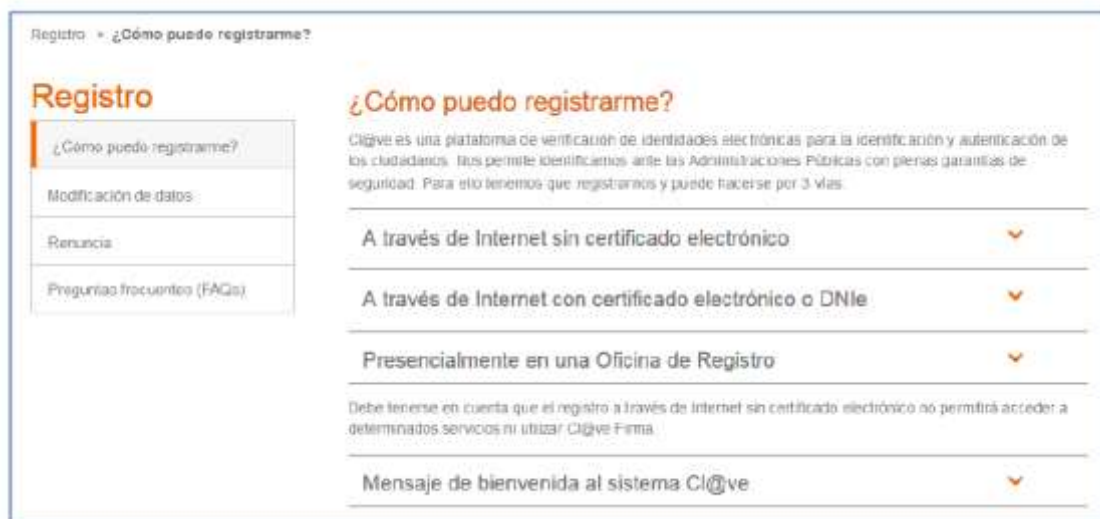 Registro » ¿Cómo puedo registrarme?
Registro
¿Cómo puedo registrarme?
Modificación de datos
Renuncia
Preguntas frecuentes (FAQs)
¿Cómo puedo registrarme?
Cl@ve es una plataforma de verificación de identidades electrónicas para la identificación y autenticación de
los ciudadanos. Nos permite identificarnos ante las Administraciones Públicas con plenas garantías de
seguridad. Para ello tenemos que registrarnos y puede hacerse por 3 vías:
A través de Internet sin certificado electrónico
A través de Internet con certificado electrónico o DNIe
Presencialmente en una Oficina de Registro
Debe tenerse en cuenta que el registro a través de Internet sin certificado electrónico no permitirá acceder a
determinados servicios ni utilizar Cl@ve Firma.
Mensaje de bienvenida al sistema Cl@ve